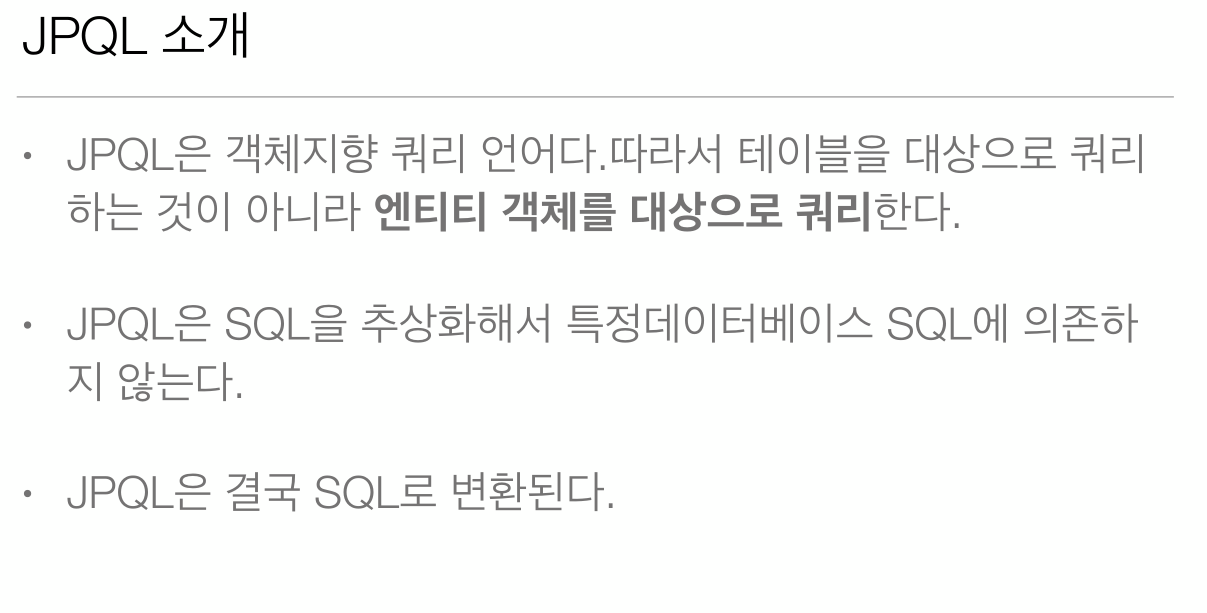 JPQL 소개
• JPQL은 객체지향 쿼리 언어다.따라서 테이블을 대상으로 쿼리
하는 것이 아니라 엔티티 객체를 대상으로 쿼리한다.
• JPQL은 SQL을 추상화해서 특정데이터베이스 SQL에 의존하
지 않는다.
• JPQL은 결국 SQL로 변환된다.